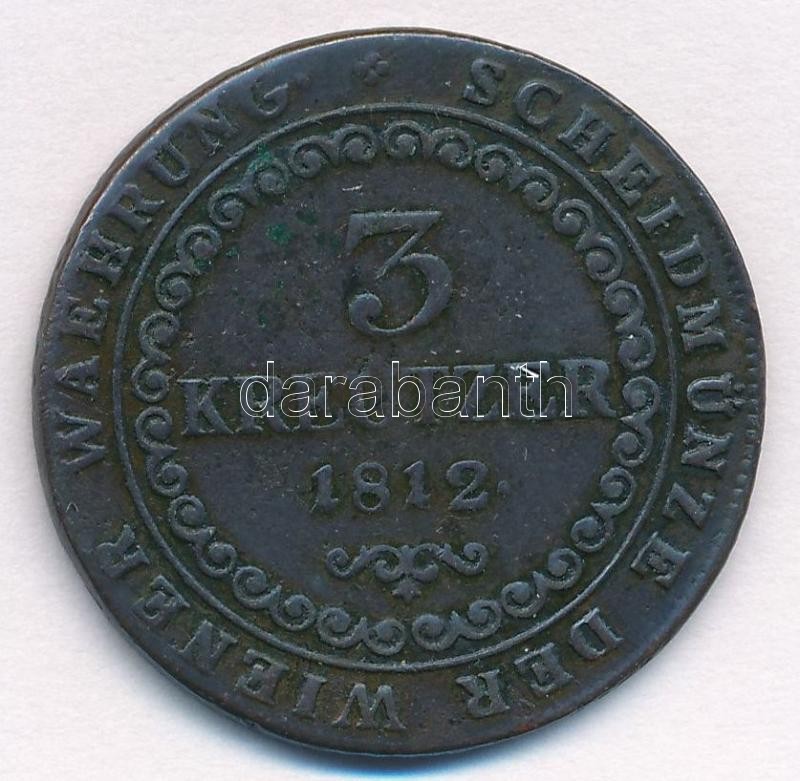 SCHEIDMÜNZE DER WIENER WAEHRUNG
3
KREUTZER
1812
darabanth